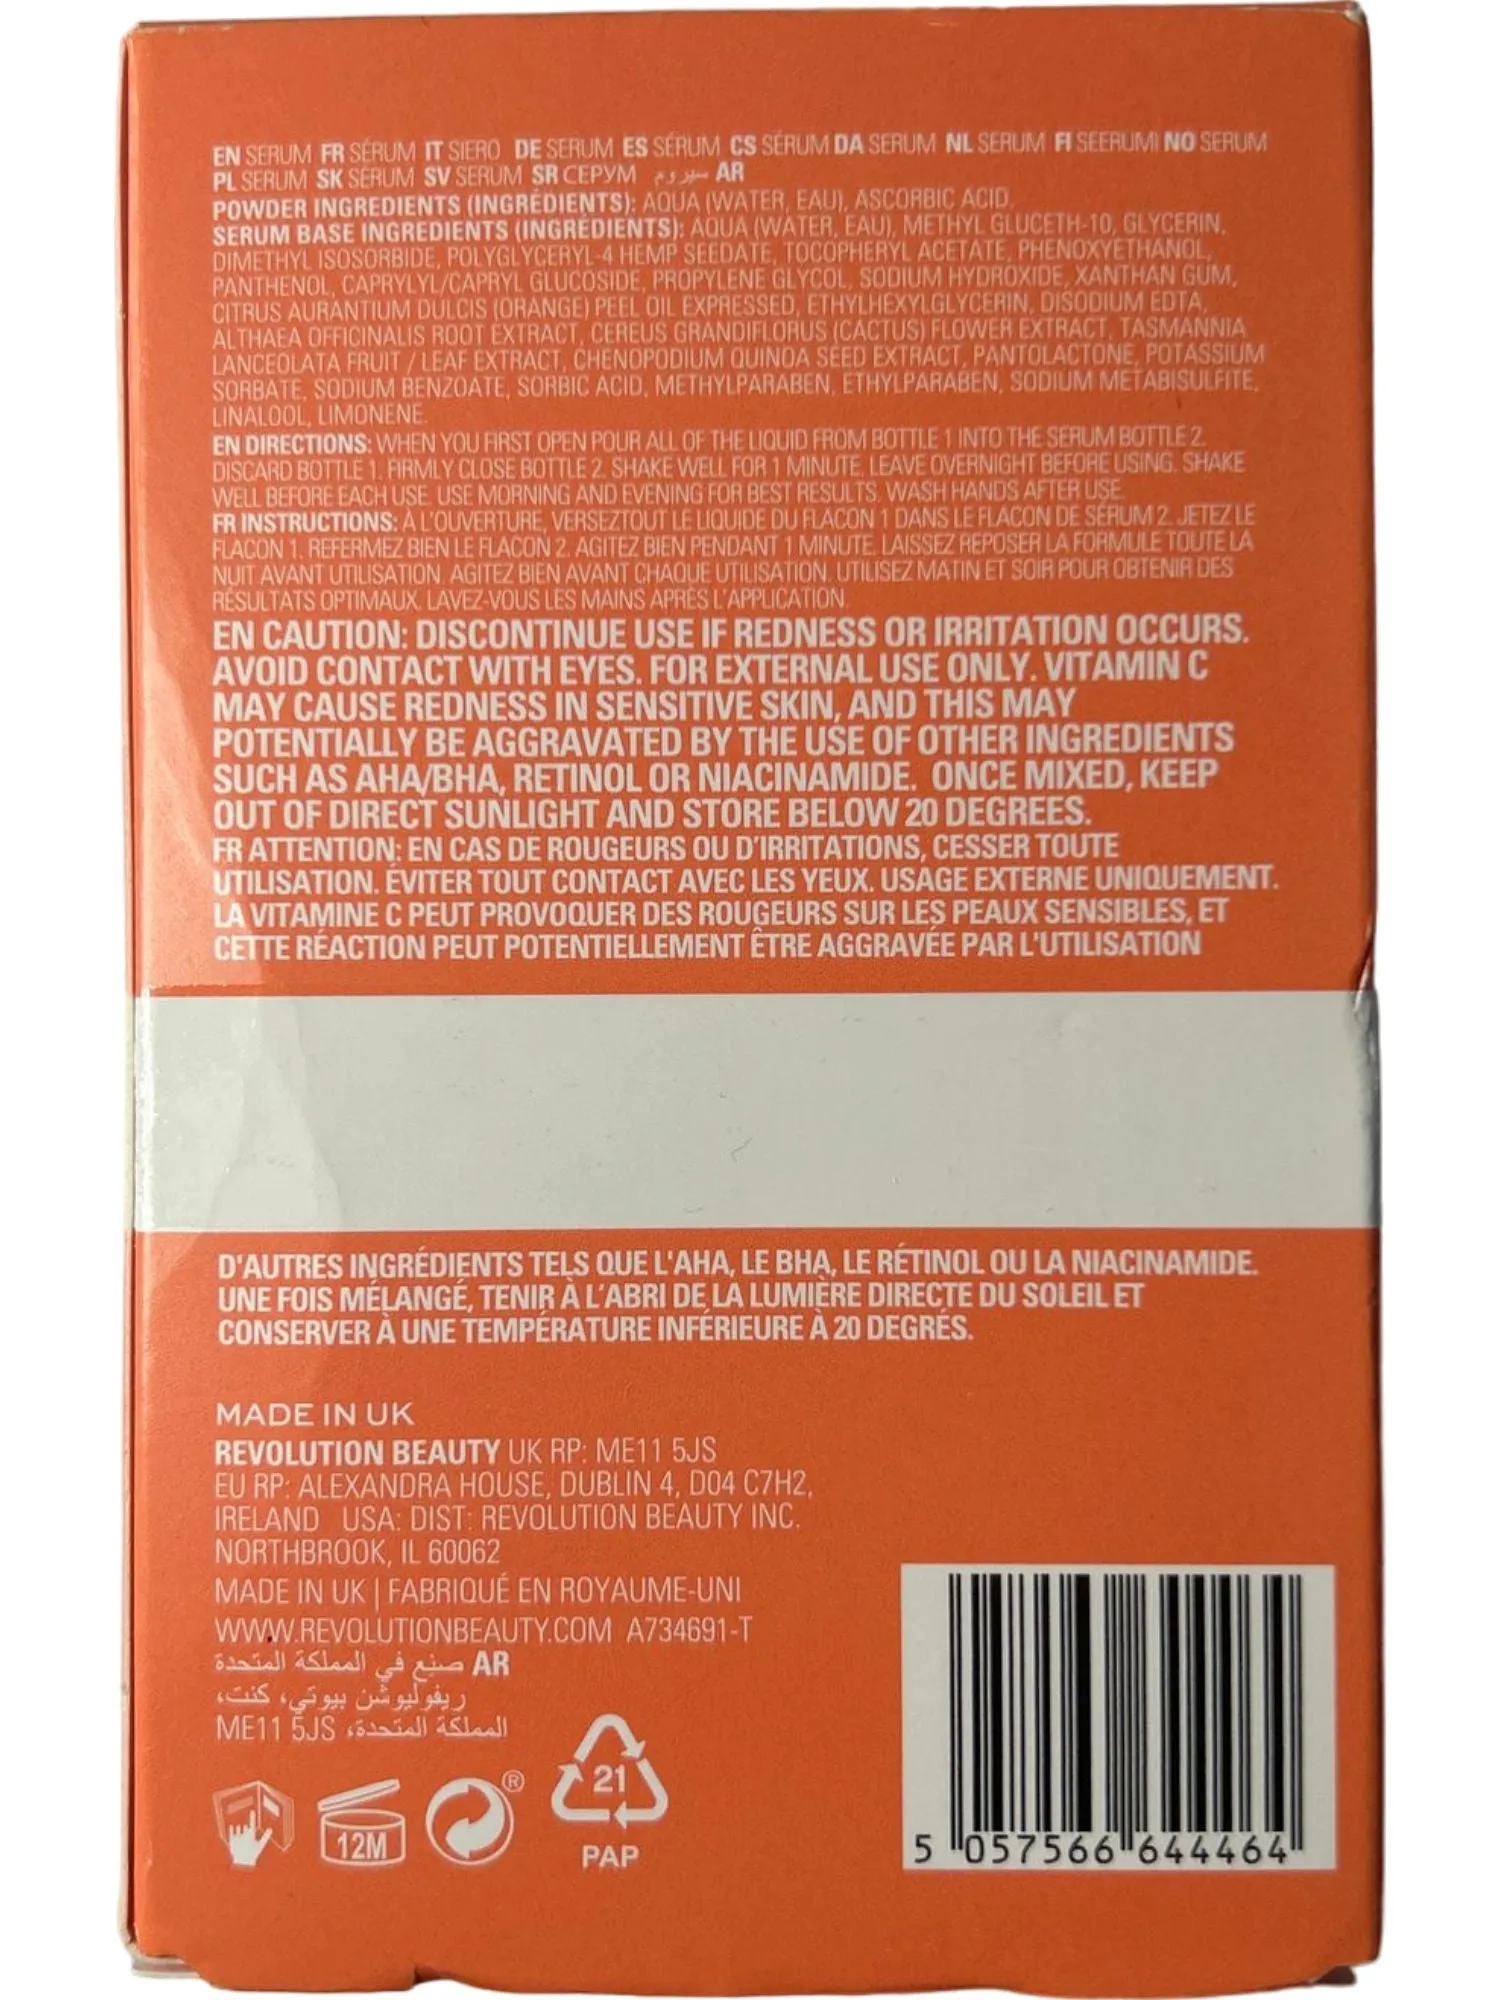 EN SERUM FR SÉRUM IT SIERO DE SERUM ES SÉRUM CS SÉRUM DA SERUM NL SERUM FI SEERUMI NO SERUM
PL SERUM SK SÉRUM SV SERUM SR СЕРУМ سيروم AR
POWDER INGREDIENTS (INGRÉDIENTS): AQUA (WATER, EAU), ASCORBIC ACID.
SERUM BASE INGREDIENTS (INGRÉDIENTS): AQUA (WATER, EAU), METHYL GLUCETH-10, GLYCERIN,
DIMETHYL ISOSORBIDE, POLYGLYCERYL-4 HEMP SEEDATE, TOCOPHERYL ACETATE, PHENOXYETHANOL,
PANTHENOL, CAPRYLYL/CAPRYL GLUCOSIDE, PROPYLENE GLYCOL, SODIUM HYDROXIDE, XANTHAN GUM,
CITRUS AURANTIUM DULCIS (ORANGE) PEEL OIL EXPRESSED, ETHYLHEXYLGLYCERIN, DISODIUM EDTA,
ALTHAEA OFFICINALIS ROOT EXTRACT, CEREUS GRANDIFLORUS (CACTUS) FLOWER EXTRACT, TASMANNIA
LANCEOLATA FRUIT / LEAF EXTRACT, CHENOPODIUM QUINOA SEED EXTRACT, PANTOLACTONE, POTASSIUM
SORBATE, SODIUM BENZOATE, SORBIC ACID, METHYLPARABEN, ETHYLPARABEN, SODIUM METABISULFITE,
LINALOOL, LIMONENE.
EN DIRECTIONS: WHEN YOU FIRST OPEN POUR ALL OF THE LIQUID FROM BOTTLE 1 INTO THE SERUM BOTTLE 2.
DISCARD BOTTLE 1. FIRMLY CLOSE BOTTLE 2. SHAKE WELL FOR 1 MINUTE, LEAVE OVERNIGHT BEFORE USING. SHAKE
WELL BEFORE EACH USE. USE MORNING AND EVENING FOR BEST RESULTS. WASH HANDS AFTER USE.
FR INSTRUCTIONS: À L'OUVERTURE, VERSEZTOUT LE LIQUIDE DU FLACON 1 DANS LE FLACON DE SÉRUM 2. JETEZ LE
FLACON 1. REFERMEZ BIEN LE FLACON 2. AGITEZ BIEN PENDANT 1 MINUTE. LAISSEZ REPOSER LA FORMULE TOUTE LA
NUIT AVANT UTILISATION. AGITEZ BIEN AVANT CHAQUE UTILISATION. UTILISEZ MATIN ET SOIR POUR OBTENIR DES
RÉSULTATS OPTIMAUX. LAVEZ-VOUS LES MAINS APRÈS L'APPLICATION.
EN CAUTION: DISCONTINUE USE IF REDNESS OR IRRITATION OCCURS.
AVOID CONTACT WITH EYES. FOR EXTERNAL USE ONLY. VITAMIN C
MAY CAUSE REDNESS IN SENSITIVE SKIN, AND THIS MAY
POTENTIALLY BE AGGRAVATED BY THE USE OF OTHER INGREDIENTS
SUCH AS AHA/BHA, RETINOL OR NIACINAMIDE. ONCE MIXED, KEEP
OUT OF DIRECT SUNLIGHT AND STORE BELOW 20 DEGREES.
FR ATTENTION: EN CAS DE ROUGEURS OU D'IRRITATIONS, CESSER TOUTE
UTILISATION. ÉVITER TOUT CONTACT AVEC LES YEUX. USAGE EXTERNE UNIQUEMENT.
LA VITAMINE C PEUT PROVOQUER DES ROUGEURS SUR LES PEAUX SENSIBLES, ET
CETTE RÉACTION PEUT POTENTIELLEMENT ÊTRE AGGRAVÉE PAR L'UTILISATION
D'AUTRES INGRÉDIENTS TELS QUE L'AHA, LE BHA, LE RÉTINOL OU LA NIACINAMIDE.
UNE FOIS MÉLANGÉ, TENIR À L'ABRI DE LA LUMIÈRE DIRECTE DU SOLEIL ET
CONSERVER À UNE TEMPÉRATURE INFÉRIEURE À 20 DEGRÉS.
MADE IN UK
REVOLUTION BEAUTY UK RP: ME11 5JS
EU RP: ALEXANDRA HOUSE, DUBLIN 4, D04 C7H2,
IRELAND USA: DIST: REVOLUTION BEAUTY INC.
NORTHBROOK, IL 60062
MADE IN UK | FABRIQUÉ EN ROYAUME-UNI
WWW.REVOLUTIONBEAUTY.COM A734691-T
AR صنع في المملكة المتحدة
ريفوليوشن بيوتي، كنت،
المملكة المتحدة، ME11 5JS
12M
®
21
PAP
5 057566 644464